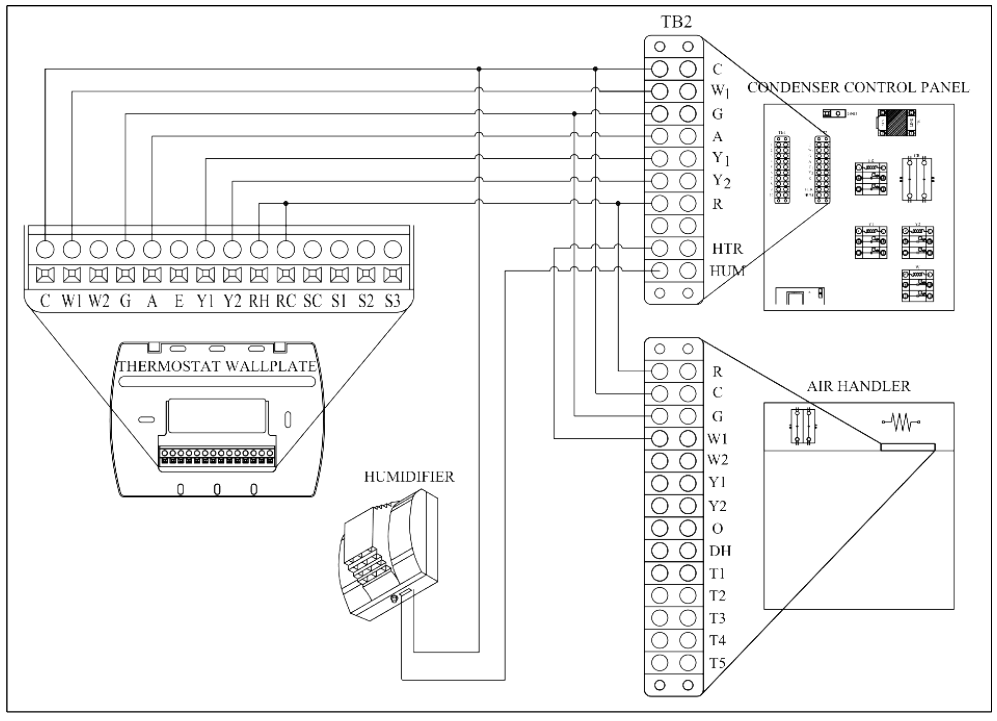 TB2
C
W1
G
A
Y1
Y2
R
HTR
HUM
CONDENSER CONTROL PANEL
C W1 W2 G A E Y1 Y2 RH RC SC S1 S2 S3
THERMOSTAT WALLPLATE
HUMIDIFIER
R
C
G
W1
W2
Y1
Y2
O
DH
T1
T2
T3
T4
T5
AIR HANDLER